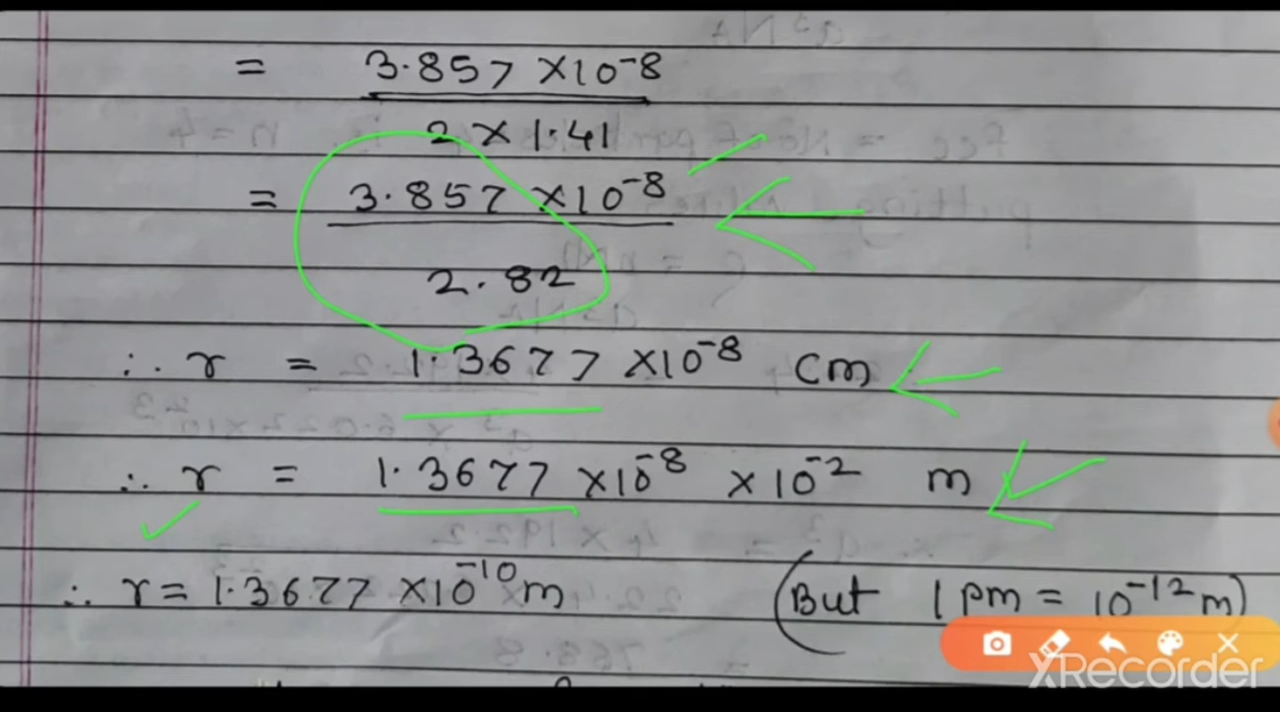 = 3.857 ×10⁻⁸
2 × 1.41
= 3.857 ×10⁻⁸
2.82
∴ r = 1.3677 ×10⁻⁸ cm
∴ r = 1.3677 ×10⁻⁸ ×10⁻² m
∴ r = 1.3677 ×10⁻¹⁰ m (But 1 pm = 10⁻¹² m)
XRecorder